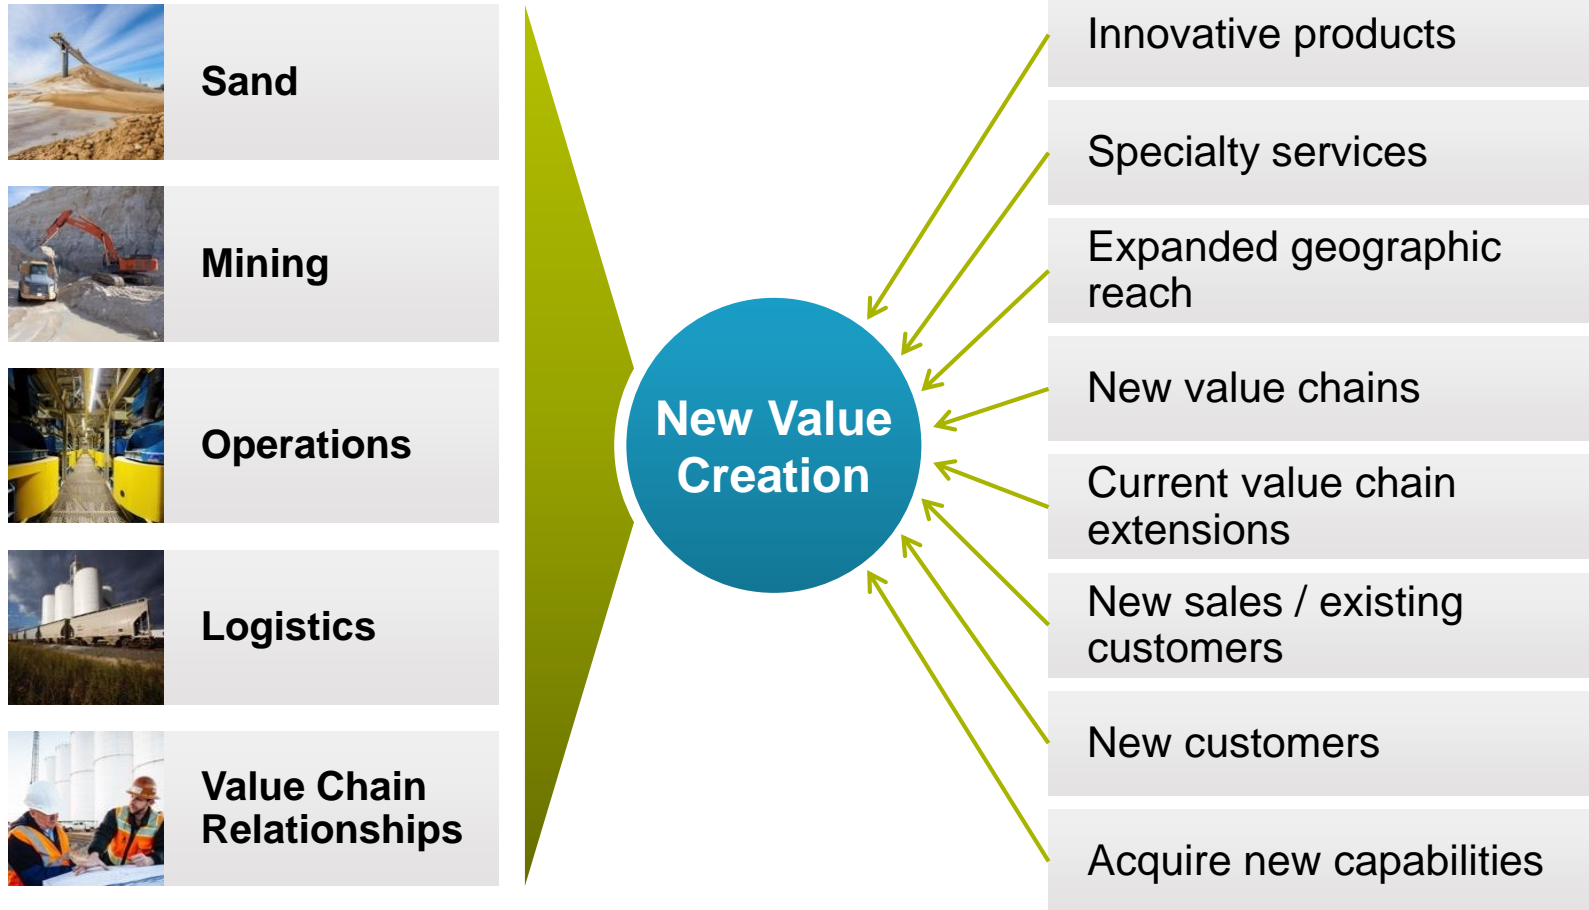 Sand
Mining
Operations
Logistics
Value Chain
Relationships
New Value
Creation
Innovative products
Specialty services
Expanded geographic
reach
New value chains
Current value chain
extensions
New sales / existing
customers
New customers
Acquire new capabilities